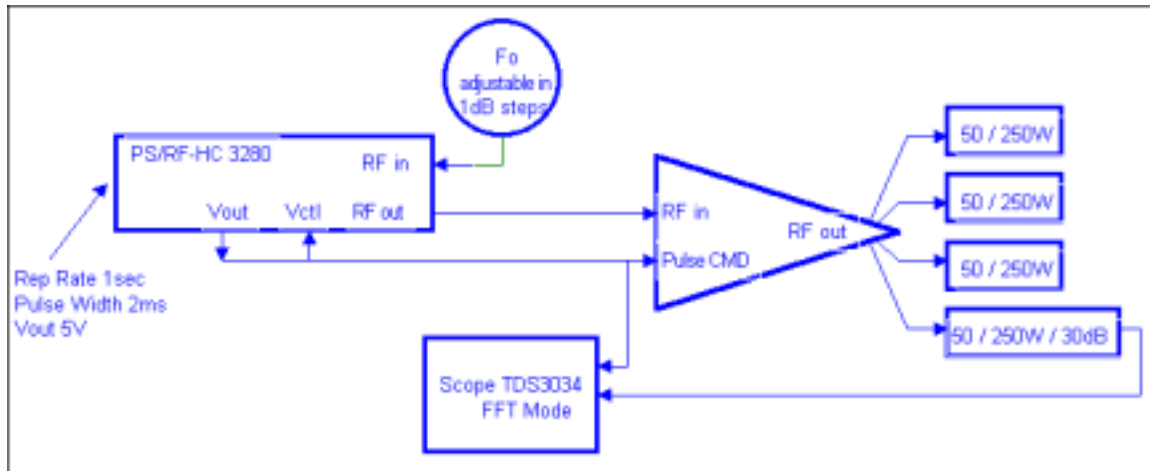 Fo
adjustable in
1dB steps
PS/RF-HC 3280
RF in
Vout
Vctl
RF out
Rep Rate 1sec
Pulse Width 2ms
Vout 5V
RF in
RF out
Pulse CMD
50 / 250W
50 / 250W
50 / 250W
50 / 250W / 30dB
Scope TDS3034
FFT Mode